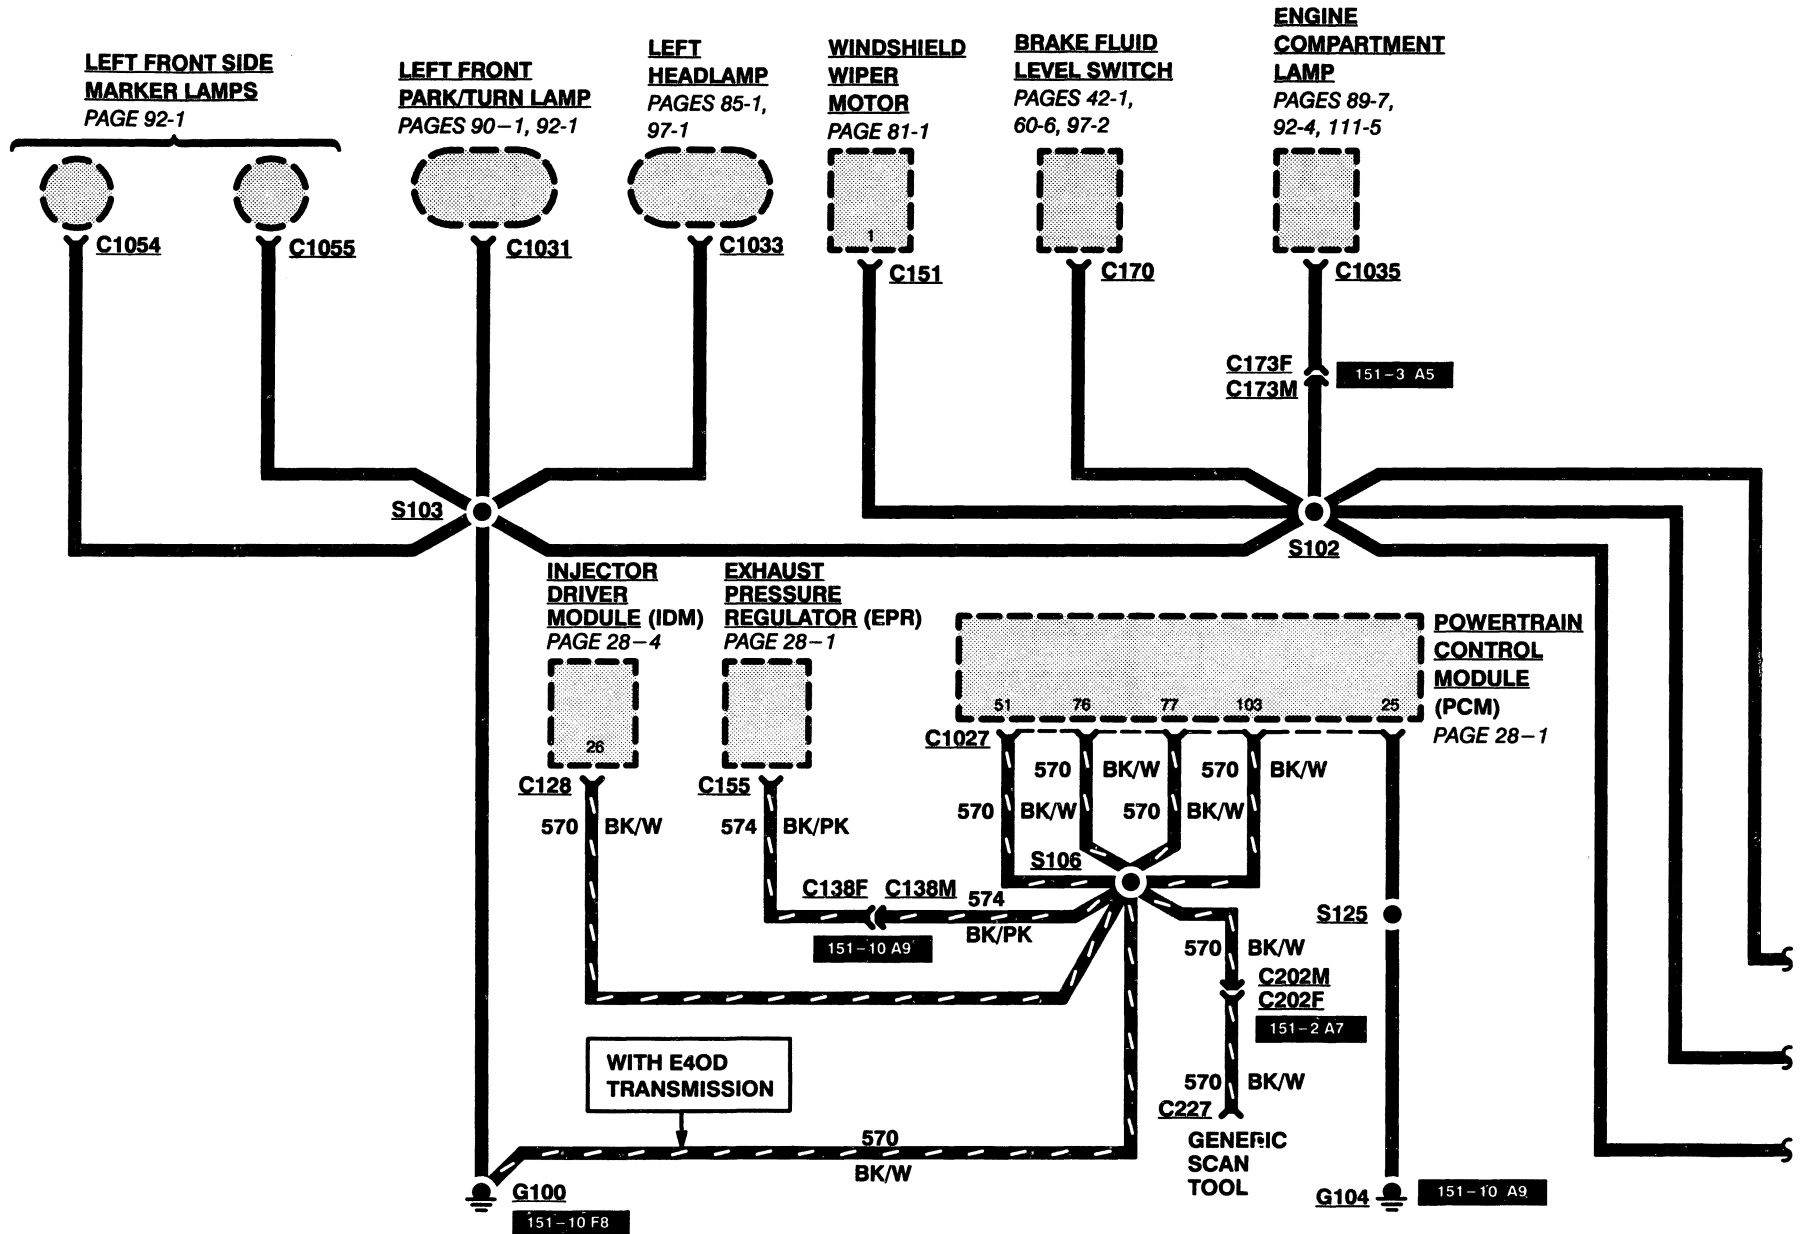 LEFT FRONT SIDE
MARKER LAMPS
PAGE 92-1
LEFT FRONT
PARK/TURN LAMP
PAGES 90-1, 92-1
LEFT
HEADLAMP
PAGES 85-1,
97-1
WINDSHIELD
WIPER
MOTOR
PAGE 81-1
BRAKE FLUID
LEVEL SWITCH
PAGES 42-1,
60-6, 97-2
ENGINE
COMPARTMENT
LAMP
PAGES 89-7,
92-4, 111-5
1
C1054
C1055
C1031
C1033
C151
C170
C1035
C173F
C173M
151-3 A5
S103
S102
INJECTOR
DRIVER
MODULE (IDM)
PAGE 28-4
EXHAUST
PRESSURE
REGULATOR (EPR)
PAGE 28-1
POWERTRAIN
CONTROL
MODULE
(PCM)
PAGE 28-1
26
51
76
77
103
25
C128
C155
C1027
570
BK/W
570
BK/W
570
BK/W
570
BK/W
570
BK/W
574
BK/PK
S106
C138F
C138M
574
BK/PK
151-10 A9
S125
570
BK/W
C202M
C202F
151-2 A7
WITH E4OD
TRANSMISSION
570
BK/W
C227
GENERIC
SCAN
TOOL
570
BK/W
G100
151-10 F8
G104
151-10 A9